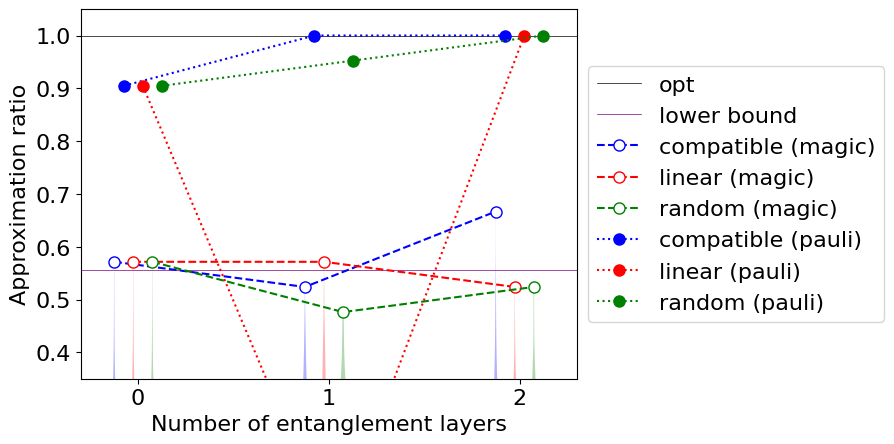 1.0
0.9
0.8
0.7
0.6
0.5
0.4
Approximation ratio
0
1
2
Number of entanglement layers
opt
lower bound
compatible (magic)
linear (magic)
random (magic)
compatible (pauli)
linear (pauli)
random (pauli)